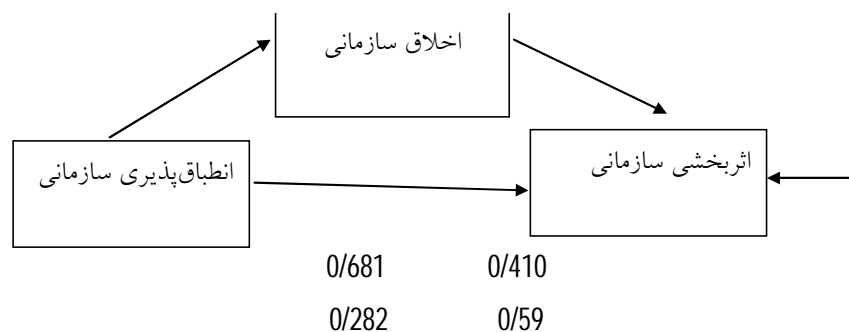 اخلاق سازمانی
اثربخشی سازمانی
انطباق‌پذیری سازمانی
0/681 0/410
0/282 0/59